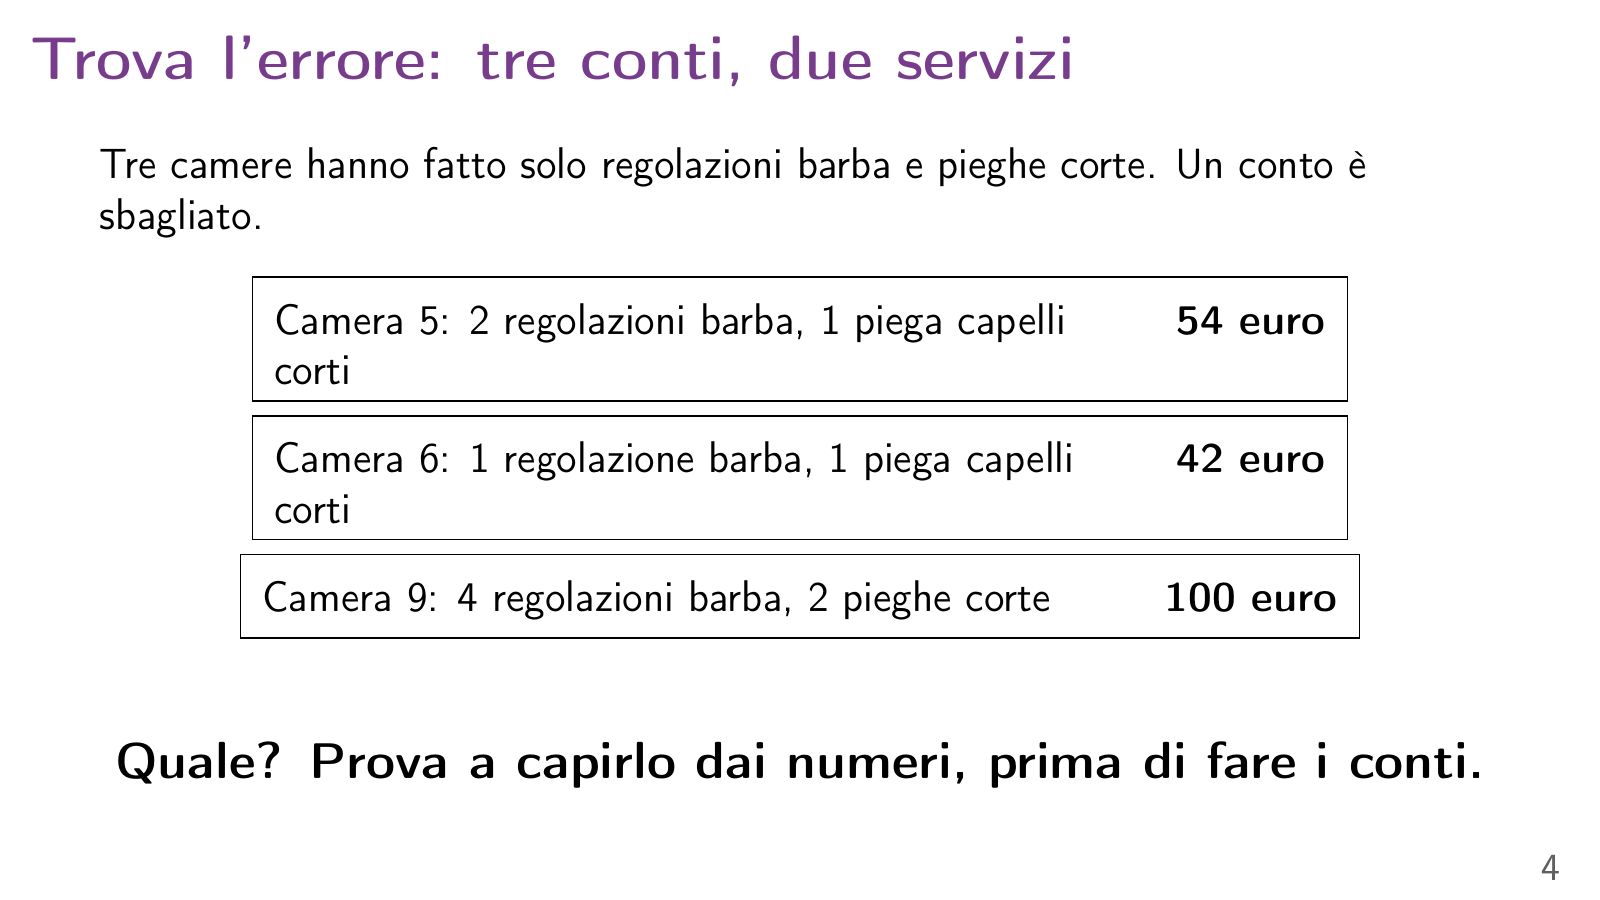 Trova l'errore: tre conti, due servizi
Tre camere hanno fatto solo regolazioni barba e pieghe corte. Un conto è
sbagliato.
Camera 5: 2 regolazioni barba, 1 piega capelli 54 euro
corti
Camera 6: 1 regolazione barba, 1 piega capelli 42 euro
corti
Camera 9: 4 regolazioni barba, 2 pieghe corte 100 euro
Quale? Prova a capirlo dai numeri, prima di fare i conti.
4